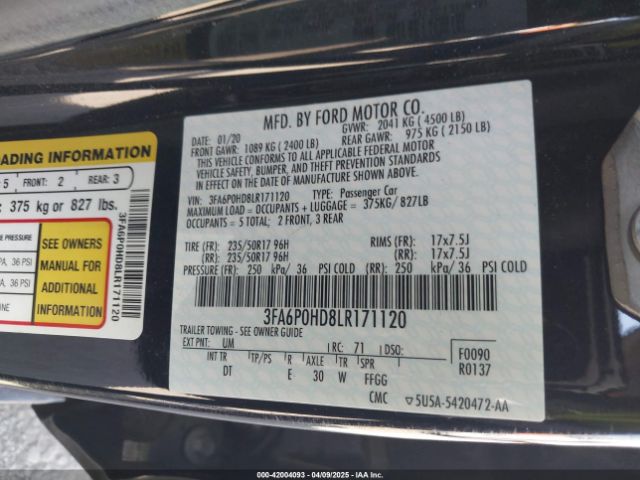 MFD. BY FORD MOTOR CO.
01/20
GVWR: 2041 KG ( 4500 LB)
FRONT GAWR: 1089 KG ( 2400 LB)
REAR GAWR: 975 KG ( 2150 LB)
THIS VEHICLE CONFORMS TO ALL APPLICABLE FEDERAL MOTOR
VEHICLE SAFETY, BUMPER, AND THEFT PREVENTION STANDARDS
IN EFFECT ON THE DATE OF MANUFACTURE SHOWN ABOVE.
VIN: 3FA6P0HD8LR171120 TYPE: Passenger Car
MAXIMUM LOAD = OCCUPANTS + LUGGAGE = 375KG/ 827LB
OCCUPANTS = 5 TOTAL; 2 FRONT, 3 REAR
TIRE (FR): 235/50R17 96H RIMS (FR): 17x7.5J
(RR): 235/50R17 96H (RR): 17x7.5J
PRESSURE (FR): 250 kPa/ 36 PSI COLD (RR): 250 kPa/ 36 PSI COLD
3FA6P0HD8LR171120
TRAILER TOWING - SEE OWNER GUIDE
EXT PNT: UM RC: 71 DSO:
INT TR TP/PS R AXLE TR SPR
DT E 30 W FFGG
F0090
R0137
CMC 5U5A-5420472-AA
OADING INFORMATION
5 FRONT: 2 REAR: 3
: 375 kg or 827 lbs.
E PRESSURE
PA, 36 PSI
PA, 36 PSI
ONE
SEE OWNERS
MANUAL FOR
ADDITIONAL
INFORMATION
3FA6P0HD8LR171120
000-42004093 04/09/2025 IAAI.COM